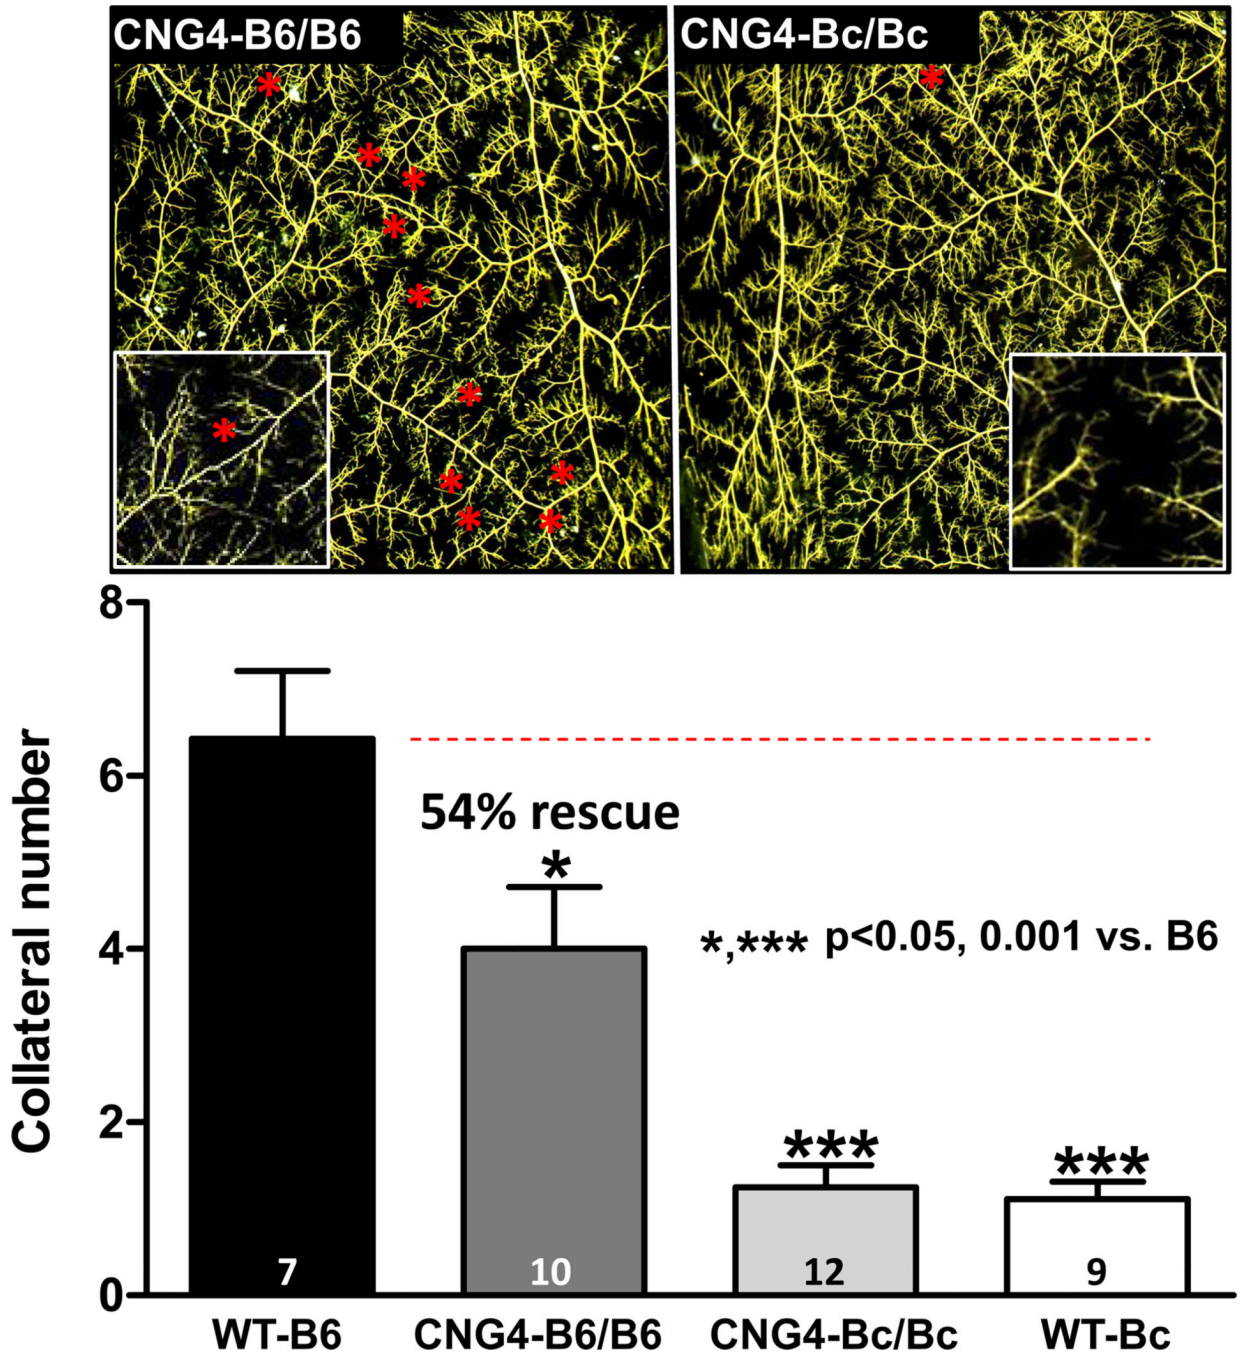 CNG4-B6/B6
CNG4-Bc/Bc
* * * * * * * * * * *
*
8
6
4
2
0
Collateral number
54% rescue
*
*,*** p<0.05, 0.001 vs. B6
***
***
7
10
12
9
WT-B6
CNG4-B6/B6
CNG4-Bc/Bc
WT-Bc